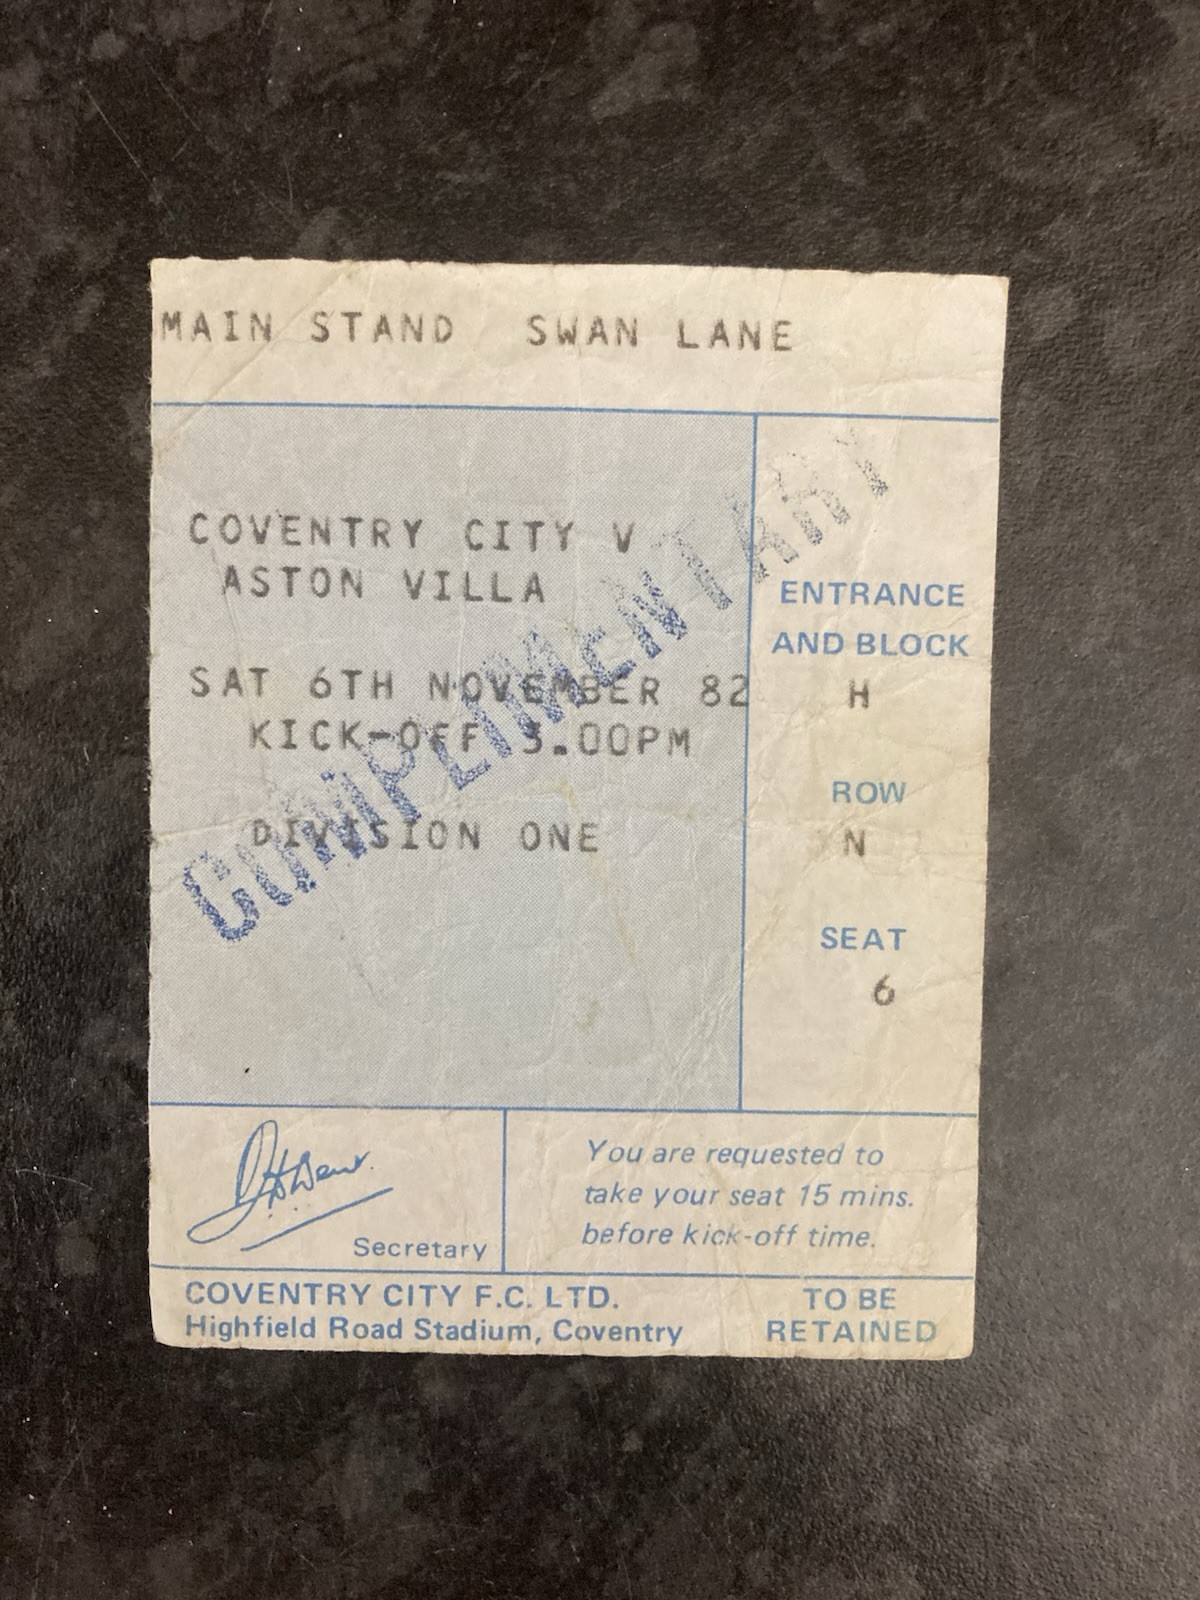 MAIN STAND SWAN LANE
COVENTRY CITY V
ASTON VILLA
SAT 6TH NOVEMBER 82
KICK-OFF 3.00PM
DIVISION ONE
COMPLIMENTARY
ENTRANCE
AND BLOCK
H
ROW
N
SEAT
6
Secretary
You are requested to
take your seat 15 mins.
before kick-off time.
COVENTRY CITY F.C. LTD.
Highfield Road Stadium, Coventry
TO BE
RETAINED